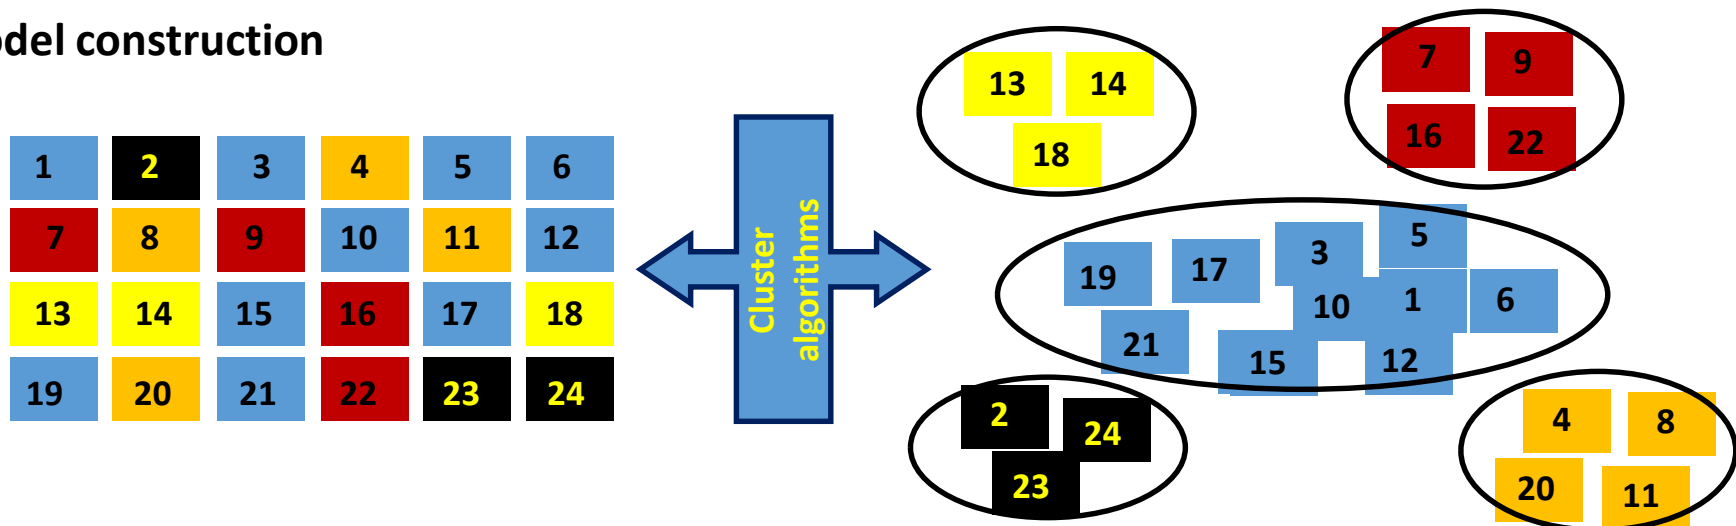 odel construction
1 2 3 4 5 6
7 8 9 10 11 12
13 14 15 16 17 18
19 20 21 22 23 24
Cluster
algorithms
13 14
18
7 9
16 22
5
3
19 17
10 1 6
21 15 12
2 24
23
4 8
20 11